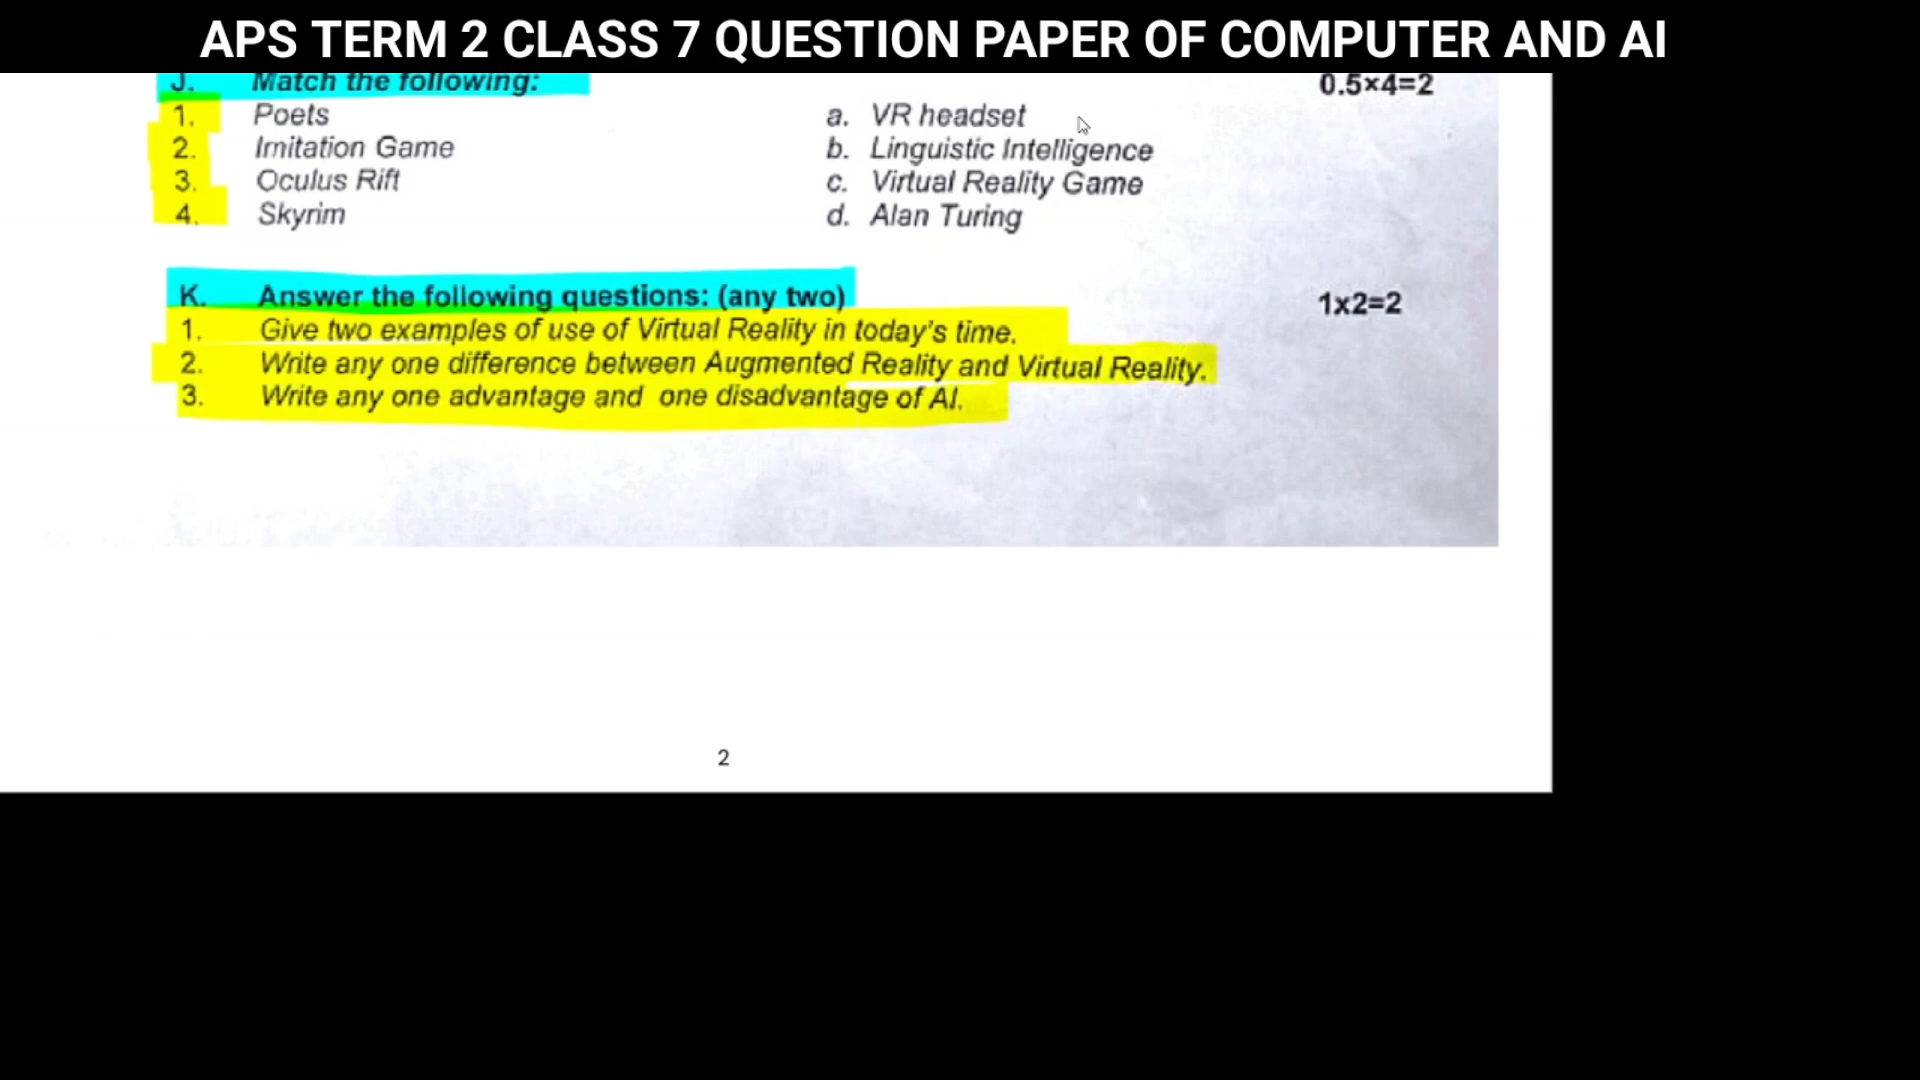 APS TERM 2 CLASS 7 QUESTION PAPER OF COMPUTER AND AI
J. Match the following: 0.5×4=2
1. Poets a. VR headset
2. Imitation Game b. Linguistic Intelligence
3. Oculus Rift c. Virtual Reality Game
4. Skyrim d. Alan Turing
K. Answer the following questions: (any two) 1x2=2
1. Give two examples of use of Virtual Reality in today's time.
2. Write any one difference between Augmented Reality and Virtual Reality.
3. Write any one advantage and one disadvantage of AI.
2